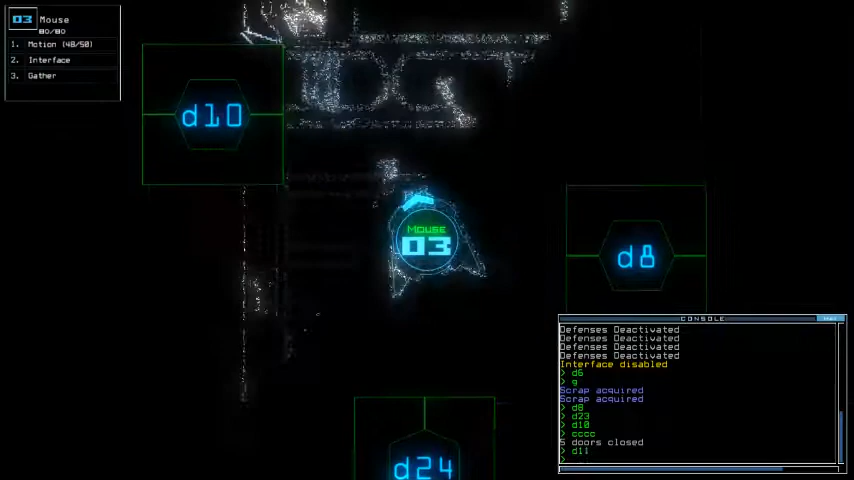 03 Mouse
80/80
1. Motion (48/50)
2. Interface
3. Gather
d10
Mouse
03
d8
d24
CONSOLE
Defenses Deactivated
Defenses Deactivated
Defenses Deactivated
Defenses Deactivated
Interface disabled
> d6
> g
Scrap acquired
Scrap acquired
> d8
> d23
> d10
> cccc
5 doors closed
> d11
>